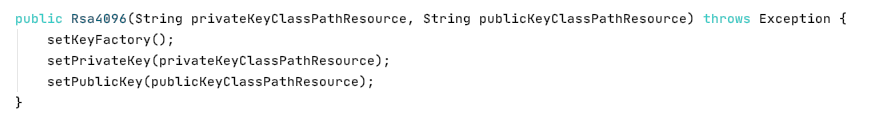 public Rsa4096(String privateKeyClassPathResource, String publicKeyClassPathResource) throws Exception {
    setKeyFactory();
    setPrivateKey(privateKeyClassPathResource);
    setPublicKey(publicKeyClassPathResource);
}